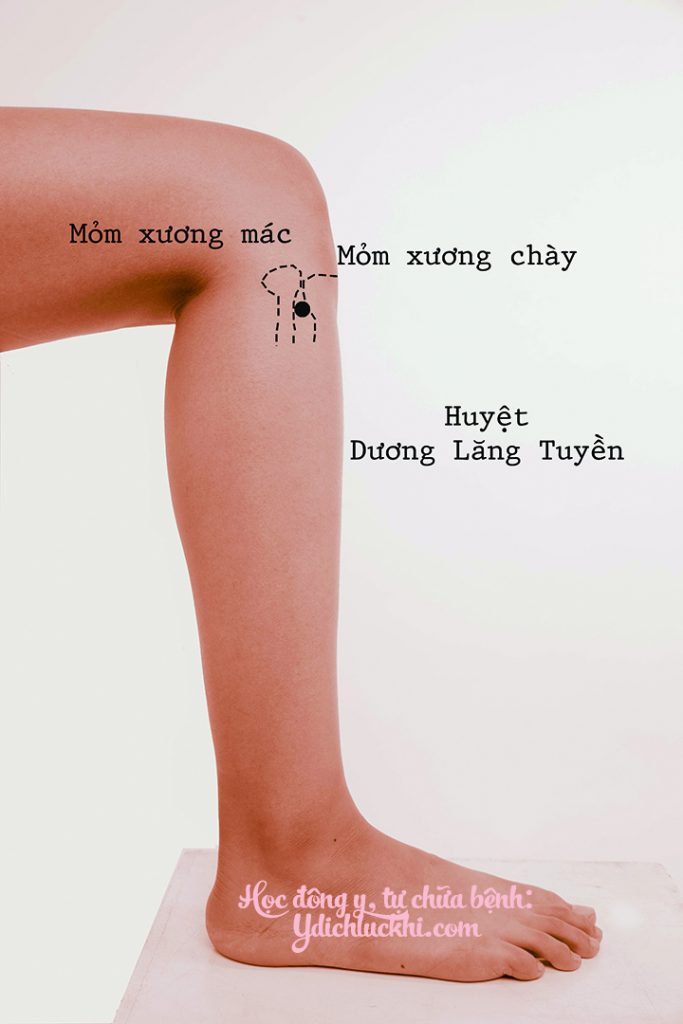 Mỏm xương mác
Mỏm xương chày
Huyệt
Dương Lăng Tuyền
Học đông y, tự chữa bệnh:
Ydichluckhi.com